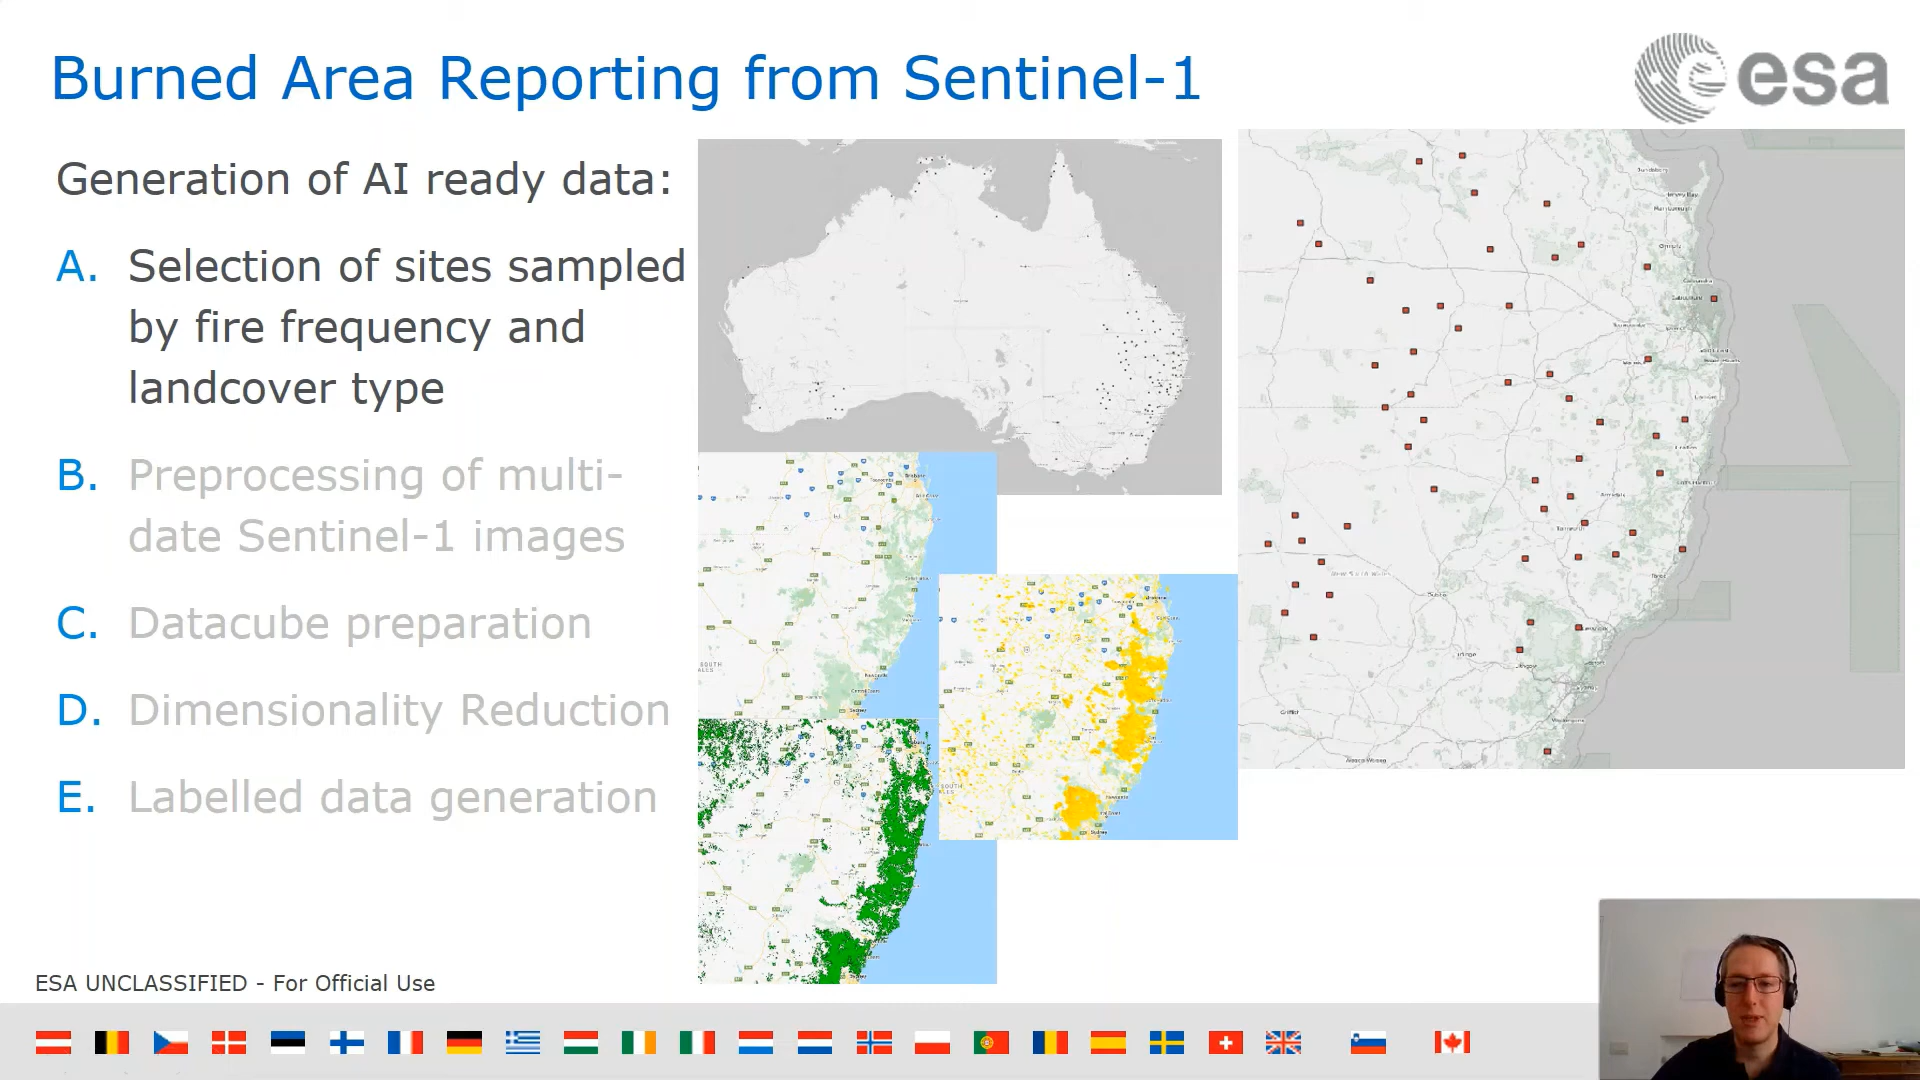 Burned Area Reporting from Sentinel-1
esa
Generation of AI ready data:
A. Selection of sites sampled
by fire frequency and
landcover type
B. Preprocessing of multi-
date Sentinel-1 images
C. Datacube preparation
D. Dimensionality Reduction
E. Labelled data generation
ESA UNCLASSIFIED - For Official Use